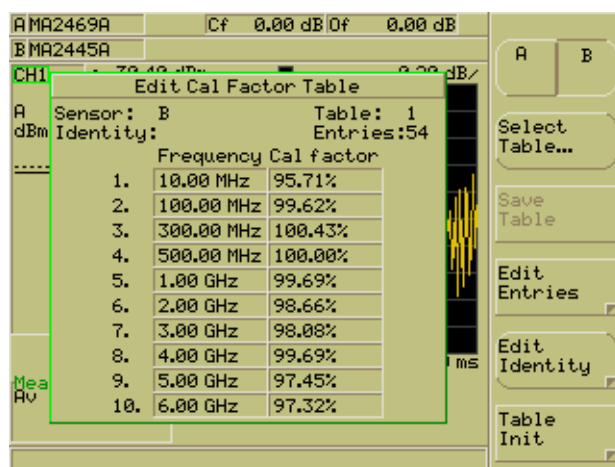 A MA2469A Cf 0.00 dB Of 0.00 dB
B MA2445A
CH1 dB/
A
dBm
Edit Cal Factor Table
Sensor: B Table: 1
Identity: Entries:54
Frequency Cal factor
1. 10.00 MHz 95.71%
2. 100.00 MHz 99.62%
3. 300.00 MHz 100.43%
4. 500.00 MHz 100.00%
5. 1.00 GHz 99.69%
6. 2.00 GHz 98.66%
7. 3.00 GHz 98.08%
8. 4.00 GHz 99.69%
9. 5.00 GHz 97.45%
10. 6.00 GHz 97.32%
ms
Mea
Av
A B
Select
Table...
Save
Table
Edit
Entries
Edit
Identity
Table
Init